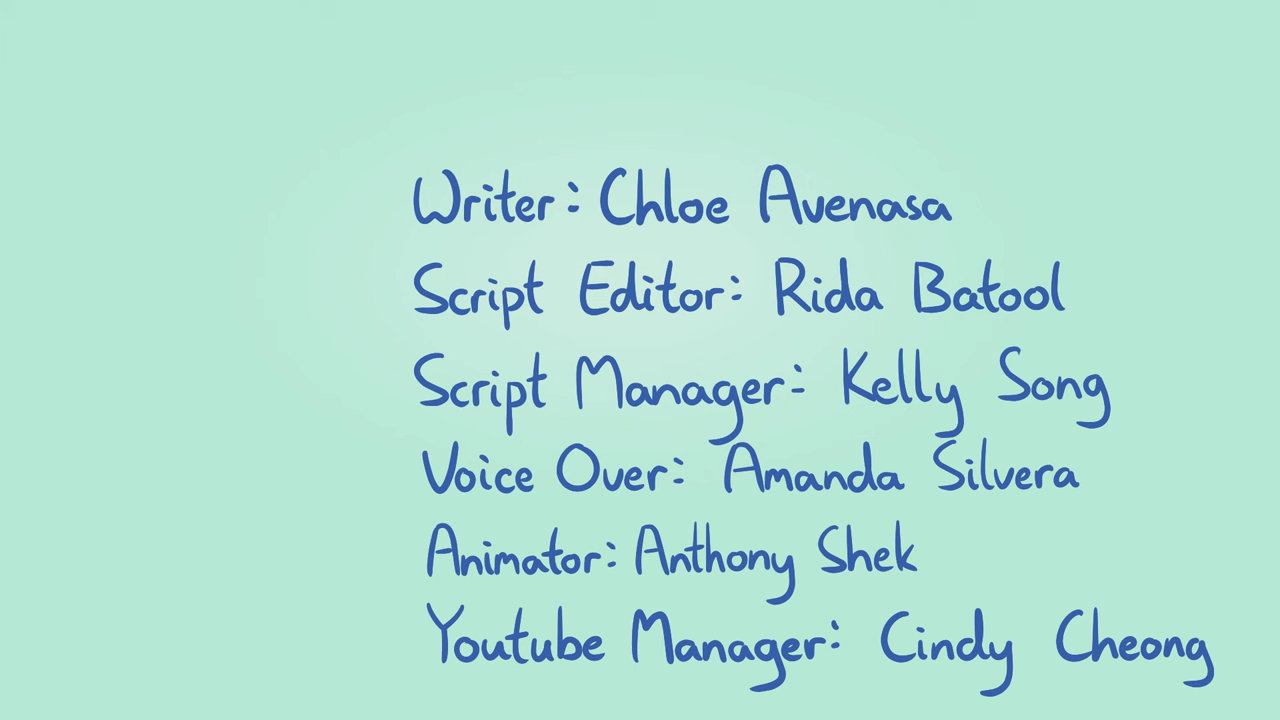 Writer: Chloe Avenasa
Script Editor: Rida Batool
Script Manager: Kelly Song
Voice Over: Amanda Silvera
Animator: Anthony Shek
Youtube Manager: Cindy Cheong